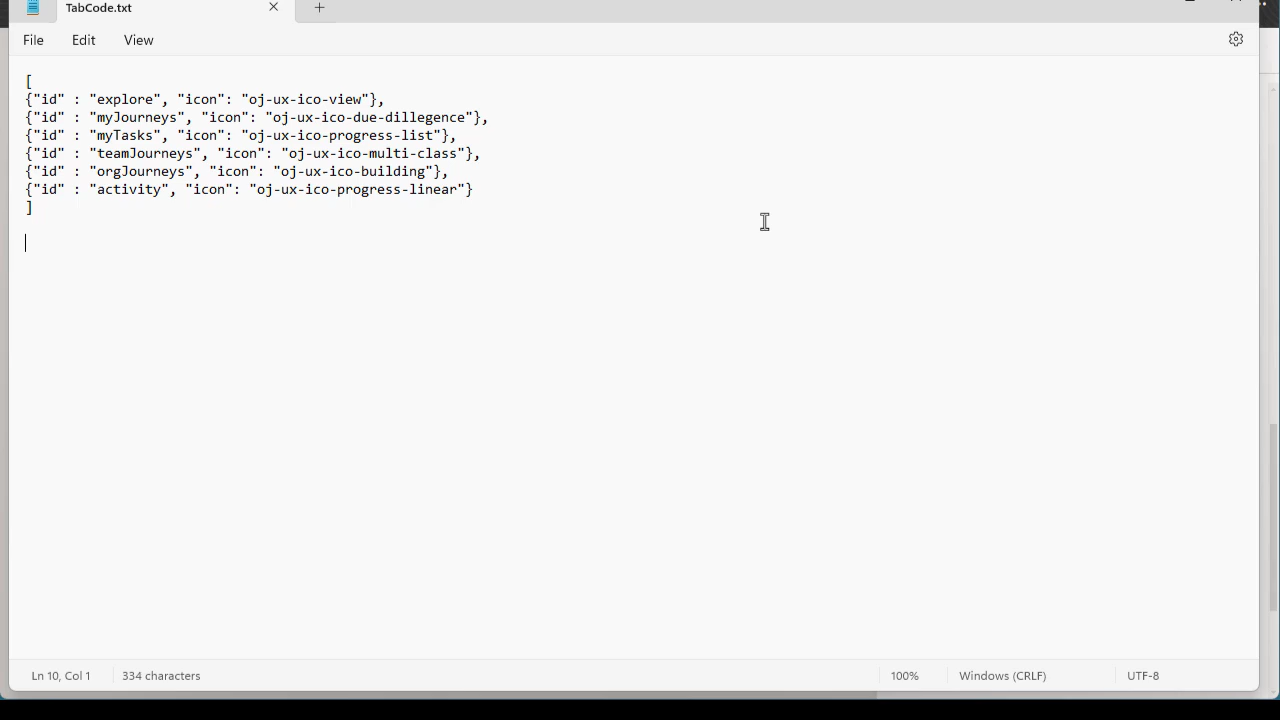 TabCode.txt
File Edit View
[
{"id" : "explore", "icon": "oj-ux-ico-view"},
{"id" : "myJourneys", "icon": "oj-ux-ico-due-dillegence"},
{"id" : "myTasks", "icon": "oj-ux-ico-progress-list"},
{"id" : "teamJourneys", "icon": "oj-ux-ico-multi-class"},
{"id" : "orgJourneys", "icon": "oj-ux-ico-building"},
{"id" : "activity", "icon": "oj-ux-ico-progress-linear"}
]
Ln 10, Col 1 334 characters 100% Windows (CRLF) UTF-8